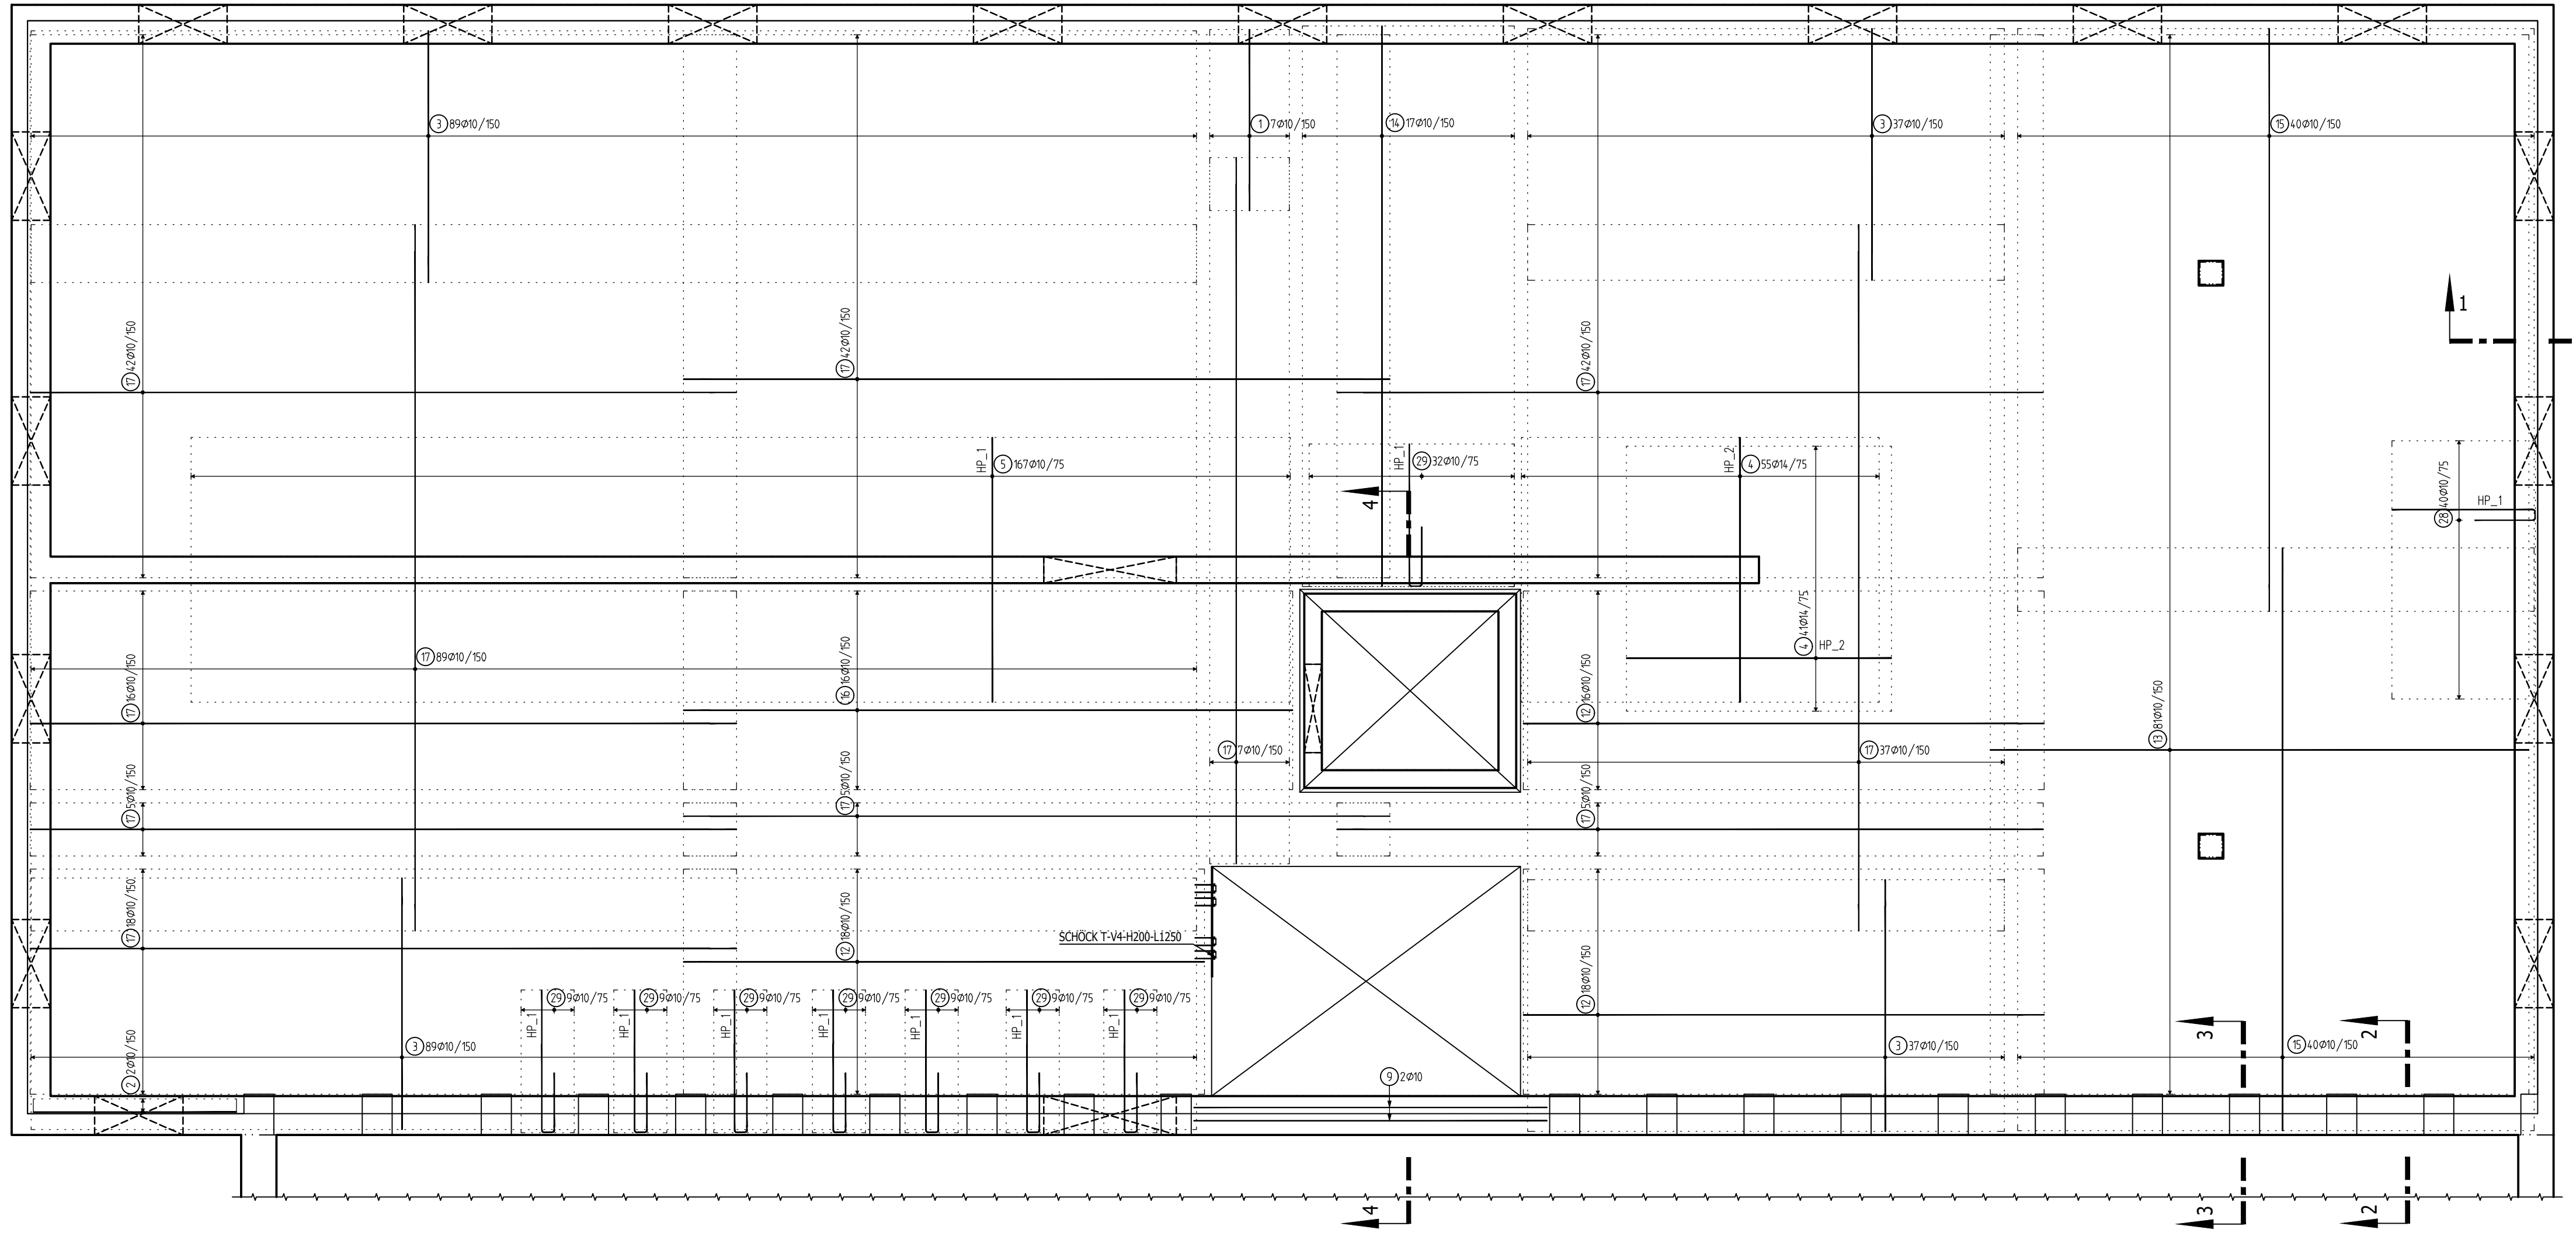 3 89Ø10/150
1 7Ø10/150
14 17Ø10/150
3 37Ø10/150
15 40Ø10/150
1
17 42Ø10/150
17 42Ø10/150
17 42Ø10/150
HP_1
5 167Ø10/75
HP_1
29 32Ø10/75
HP_2
4 55Ø14/75
4
28 40Ø10/75
HP_1
4 41Ø14/75
HP_2
17 89Ø10/150
17 16Ø10/150
16 16Ø10/150
12 16Ø10/150
13 81Ø10/150
17 7Ø10/150
17 37Ø10/150
17 5Ø10/150
17 5Ø10/150
17 5Ø10/150
17 18Ø10/150
12 18Ø10/150
SCHÖCK T-V4-H200-L1250
12 18Ø10/150
29 9Ø10/75
29 9Ø10/75
29 9Ø10/75
29 9Ø10/75
29 9Ø10/75
29 9Ø10/75
29 9Ø10/75
HP_1
HP_1
HP_1
HP_1
HP_1
HP_1
HP_1
3
2
2 2Ø10/150
3 89Ø10/150
3 37Ø10/150
15 40Ø10/150
9 2Ø10
4
3
2